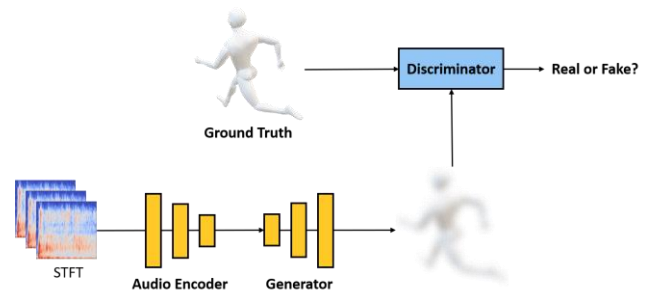 Discriminator
Real or Fake?
Ground Truth
STFT
Audio Encoder
Generator